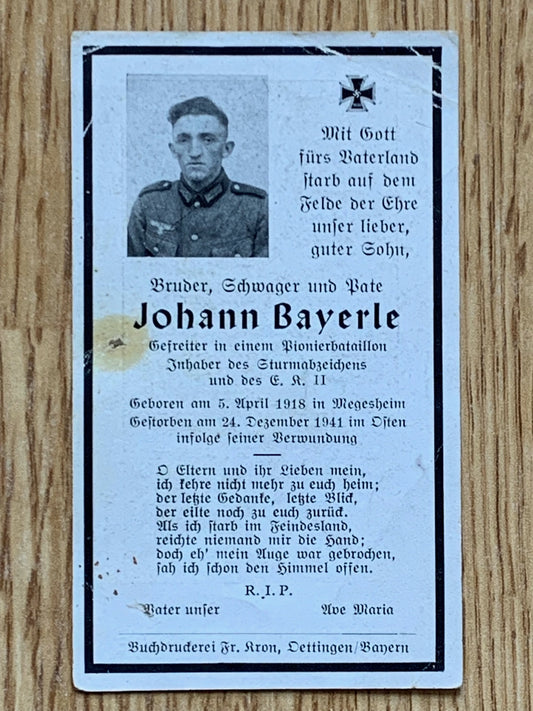 Mit Gott
fürs Vaterland
starb auf dem
Felde der Ehre
unser lieber,
guter Sohn,
Bruder, Schwager und Pate
Johann Bayerle
Gefreiter in einem Pionierbataillon
Inhaber des Sturmabzeichens
und des E. K. II
Geboren am 5. April 1918 in Megesheim
Gestorben am 24. Dezember 1941 im Osten
infolge seiner Verwundung
O Eltern und ihr Lieben mein,
ich kehre nicht mehr zu euch heim;
der letzte Gedanke, letzte Blick,
der eilte noch zu euch zurück.
Als ich starb im Feindesland,
reichte niemand mir die Hand;
doch eh' mein Auge war gebrochen,
sah ich schon den Himmel offen.
R. I. P.
Vater unser Ave Maria
Buchdruckerei Fr. Kron, Oettingen/Bayern